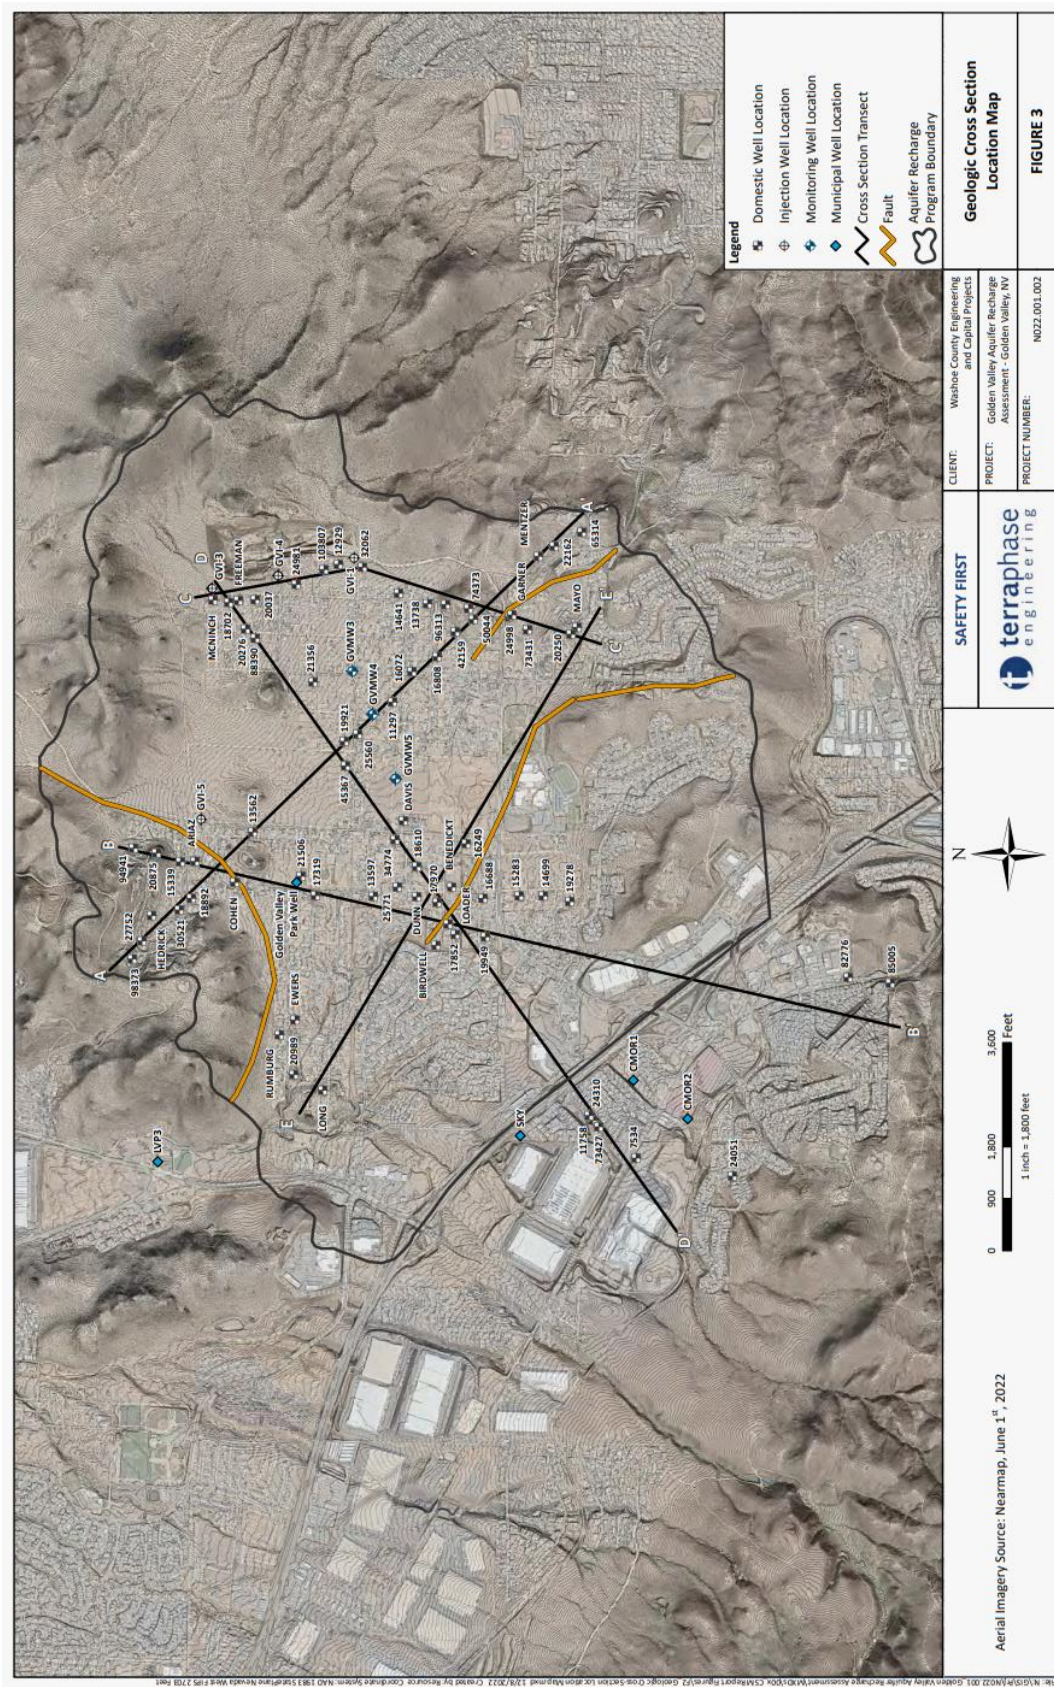 Legend
Domestic Well Location
Injection Well Location
Monitoring Well Location
Municipal Well Location
Cross Section Transect
Fault
Aquifer Recharge
Program Boundary
Geologic Cross Section
Location Map
FIGURE 3
CLIENT: Washoe County Engineering
and Capital Projects
PROJECT: Golden Valley Aquifer Recharge
Assessment - Golden Valley, NV
PROJECT NUMBER: N022.001.002
SAFETY FIRST
terraphase
engineering
N
0 900 1,800 3,600
Feet
1 inch = 1,800 feet
Aerial Imagery Source: Nearmap, June 1st, 2022
LVP3
A
98373
27752
HEDRICK
30521
18892
94941
B
20875
15339
ARIAZ
GVI-5
COHEN
13562
RUMBURG
EWERS
20989
LONG
E
Golden Valley
Park Well
21506
17319
13597
34774
25771
DUNN
18610
DAVIS
GVMW5
17970
BENEDICKT
BIRDWELL
17852
LOADER
16249
16688
19949
15283
14699
19278
45367
19921
25560
GVMW4
11297
GVMW3
21356
16072
16808
C
D
GVI-3
MCNINCH
18702
FREEMAN
20276
88390
20037
GVI-4
24981
103807
12929
GVI-1
32062
14641
13738
96313
42159
74373
50044
GARNER
MENTZER
22162
65314
A'
24998
73431
20250
MAYO
E'
C'
SKY
CMOR1
CMOR2
24310
11758
73427
7534
24051
D'
82776
85005
B'